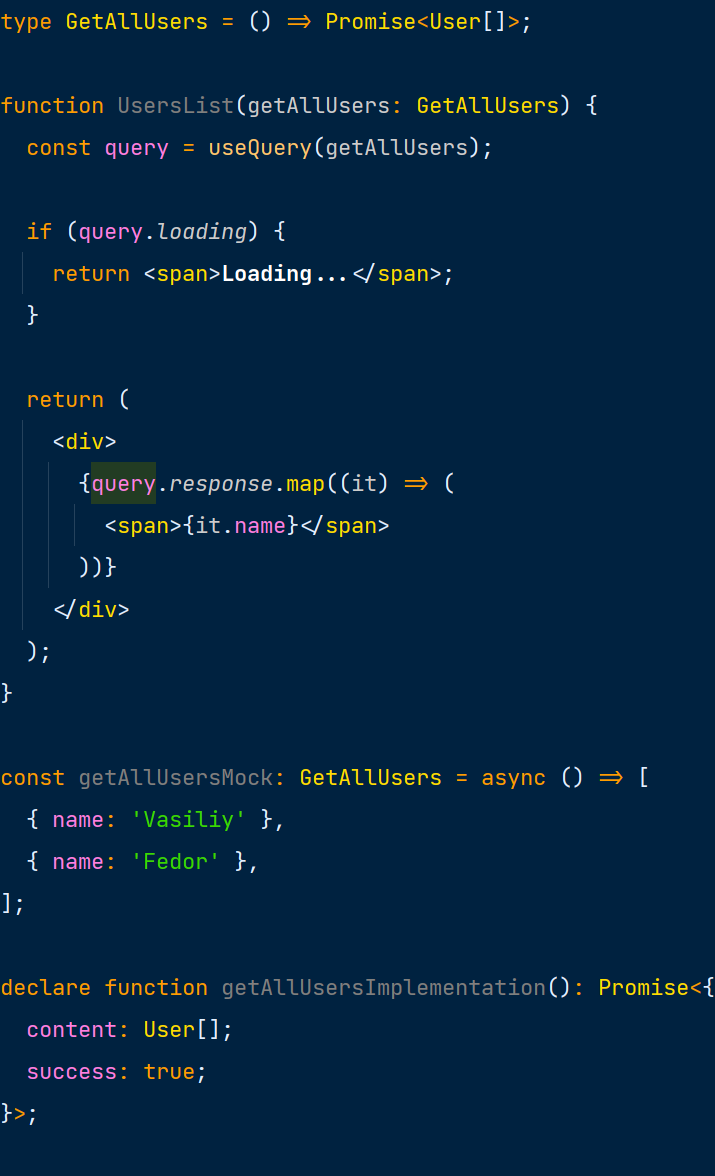 type GetAllUsers = () => Promise<User[]>;
function UsersList(getAllUsers: GetAllUsers) {
  const query = useQuery(getAllUsers);
  if (query.loading) {
    return <span>Loading...</span>;
  }
  return (
    <div>
      {query.response.map((it) => (
        <span>{it.name}</span>
      ))}
    </div>
  );
}
const getAllUsersMock: GetAllUsers = async () => [
  { name: 'Vasiliy' },
  { name: 'Fedor' },
];
declare function getAllUsersImplementation(): Promise<{
  content: User[];
  success: true;
}>;